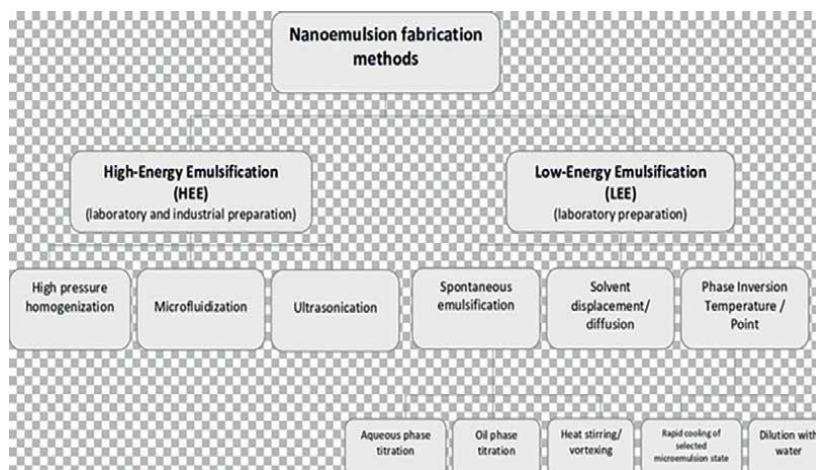 Nanoemulsion fabrication
methods
High-Energy Emulsification
(HEE)
(laboratory and industrial preparation)
Low-Energy Emulsification
(LEE)
(laboratory preparation)
High pressure
homogenization
Microfluidization
Ultrasonication
Spontaneous
emulsification
Solvent
displacement/
diffusion
Phase Inversion
Temperature /
Point
Aqueous phase
titration
Oil phase
titration
Heat stirring/
vortexing
Rapid cooling of
selected
microemulsion state
Dilution with
water